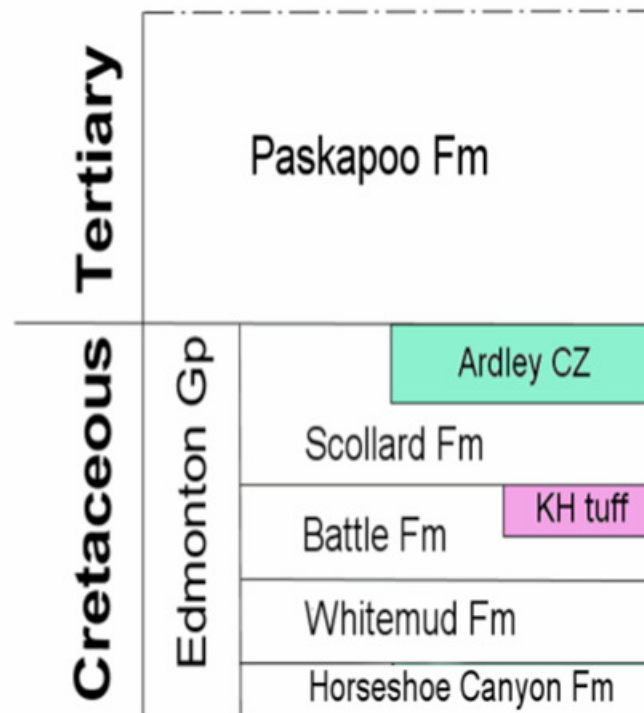 Tertiary
Paskapoo Fm
Cretaceous
Edmonton Gp
Ardley CZ
Scollard Fm
KH tuff
Battle Fm
Whitemud Fm
Horseshoe Canyon Fm